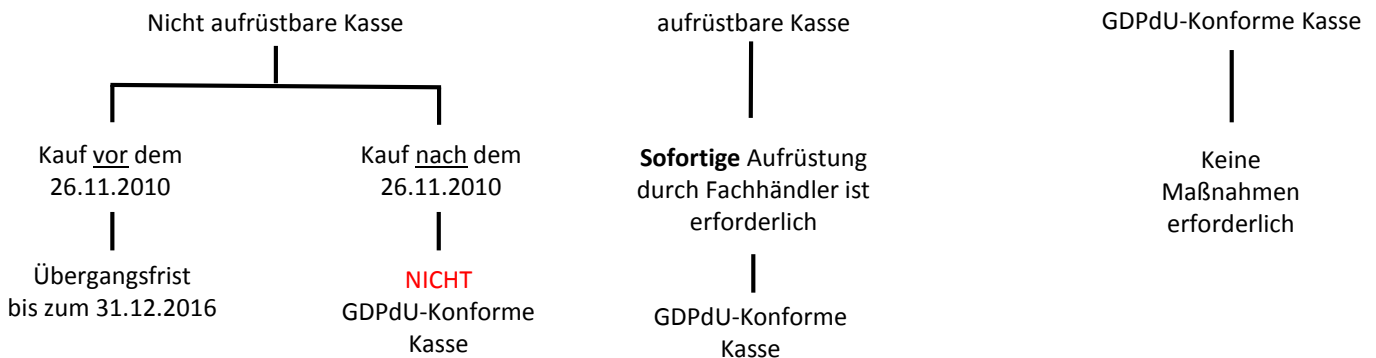 Nicht aufrüstbare Kasse
Kauf vor dem
26.11.2010
Übergangsfrist
bis zum 31.12.2016
Kauf nach dem
26.11.2010
NICHT
GDPdU-Konforme
Kasse
aufrüstbare Kasse
Sofortige Aufrüstung
durch Fachhändler ist
erforderlich
GDPdU-Konforme
Kasse
GDPdU-Konforme Kasse
Keine
Maßnahmen
erforderlich